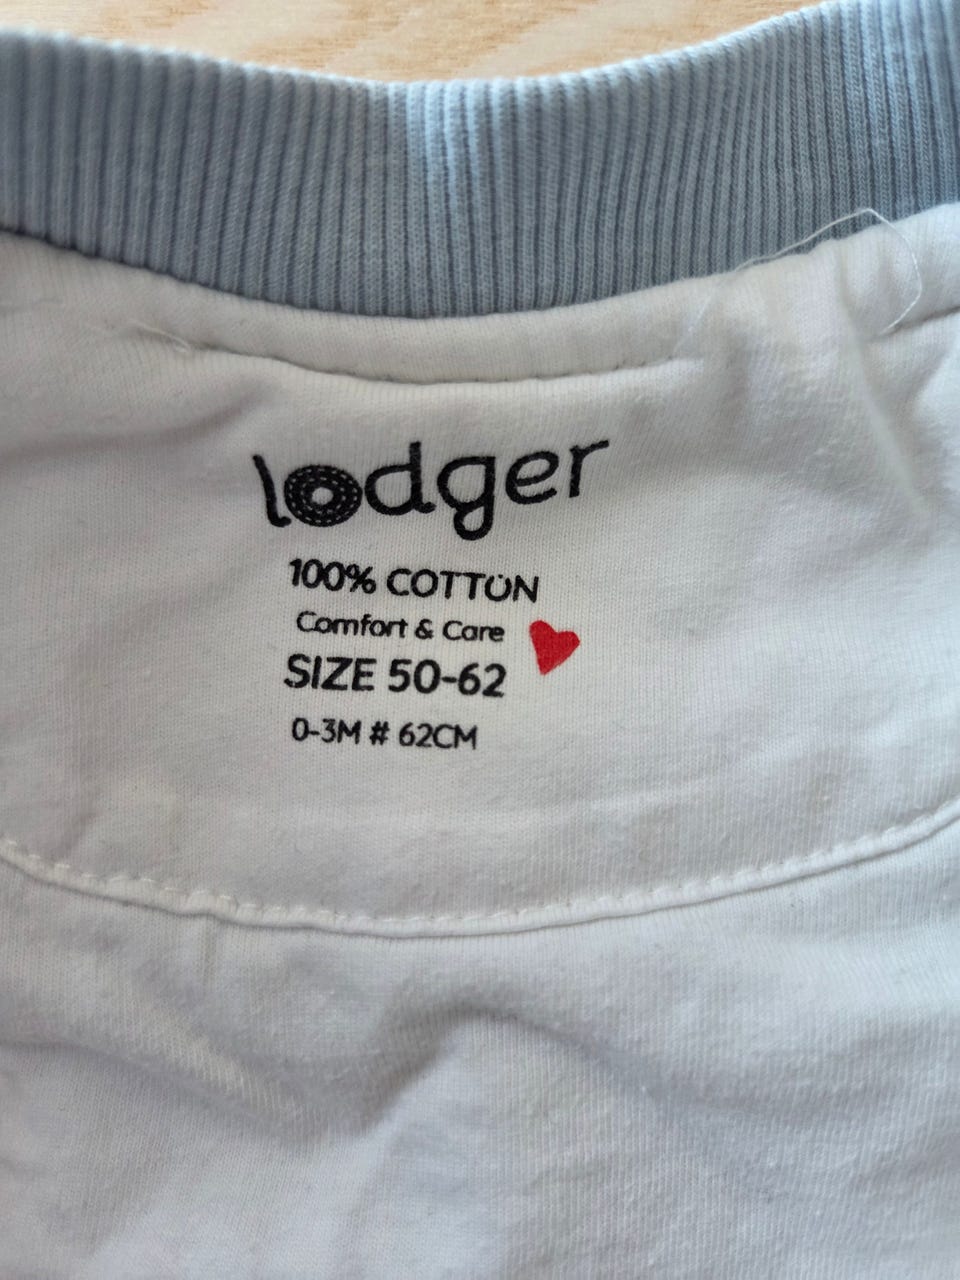 lodger
100% COTTON
Comfort & Care
SIZE 50-62
0-3M # 62CM